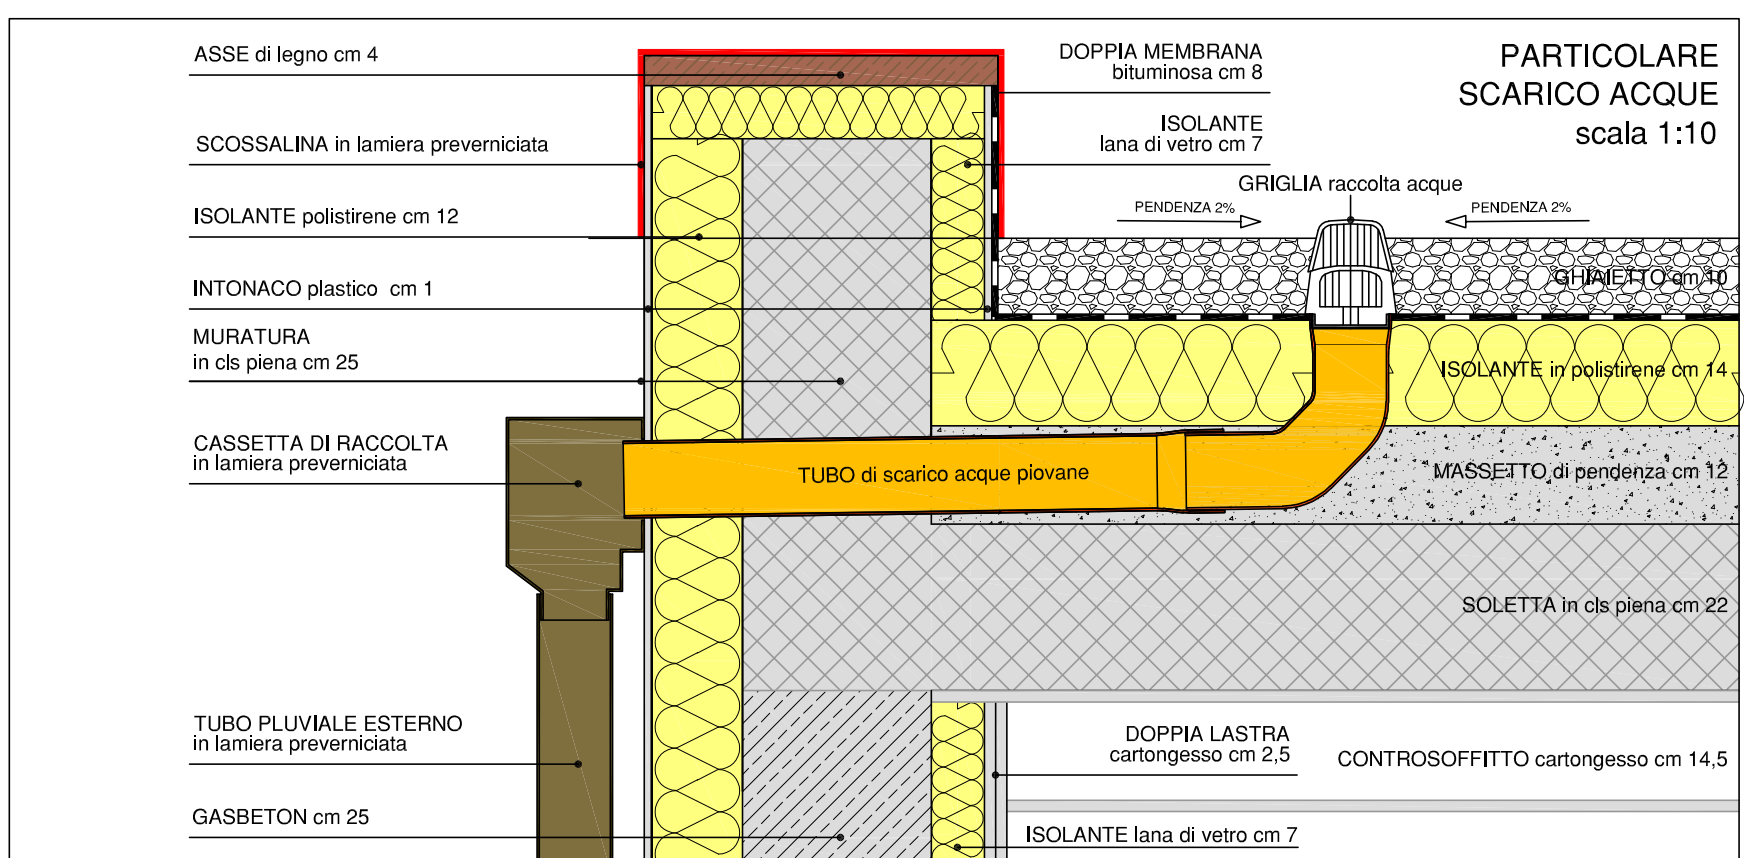 PARTICOLARE
SCARICO ACQUE
scala 1:10
ASSE di legno cm 4
SCOSSALINA in lamiera preverniciata
ISOLANTE polistirene cm 12
INTONACO plastico  cm 1
MURATURA
in cls piena cm 25
CASSETTA DI RACCOLTA
in lamiera preverniciata
TUBO PLUVIALE ESTERNO
in lamiera preverniciata
GASBETON cm 25
DOPPIA MEMBRANA
bituminosa cm 8
ISOLANTE
lana di vetro cm 7
GRIGLIA raccolta acque
PENDENZA 2%
PENDENZA 2%
GHIAIETTO cm 10
ISOLANTE in polistirene cm 14
TUBO di scarico acque piovane
MASSETTO di pendenza cm 12
SOLETTA in cls piena cm 22
DOPPIA LASTRA
cartongesso cm 2,5
CONTROSOFFITTO cartongesso cm 14,5
ISOLANTE lana di vetro cm 7